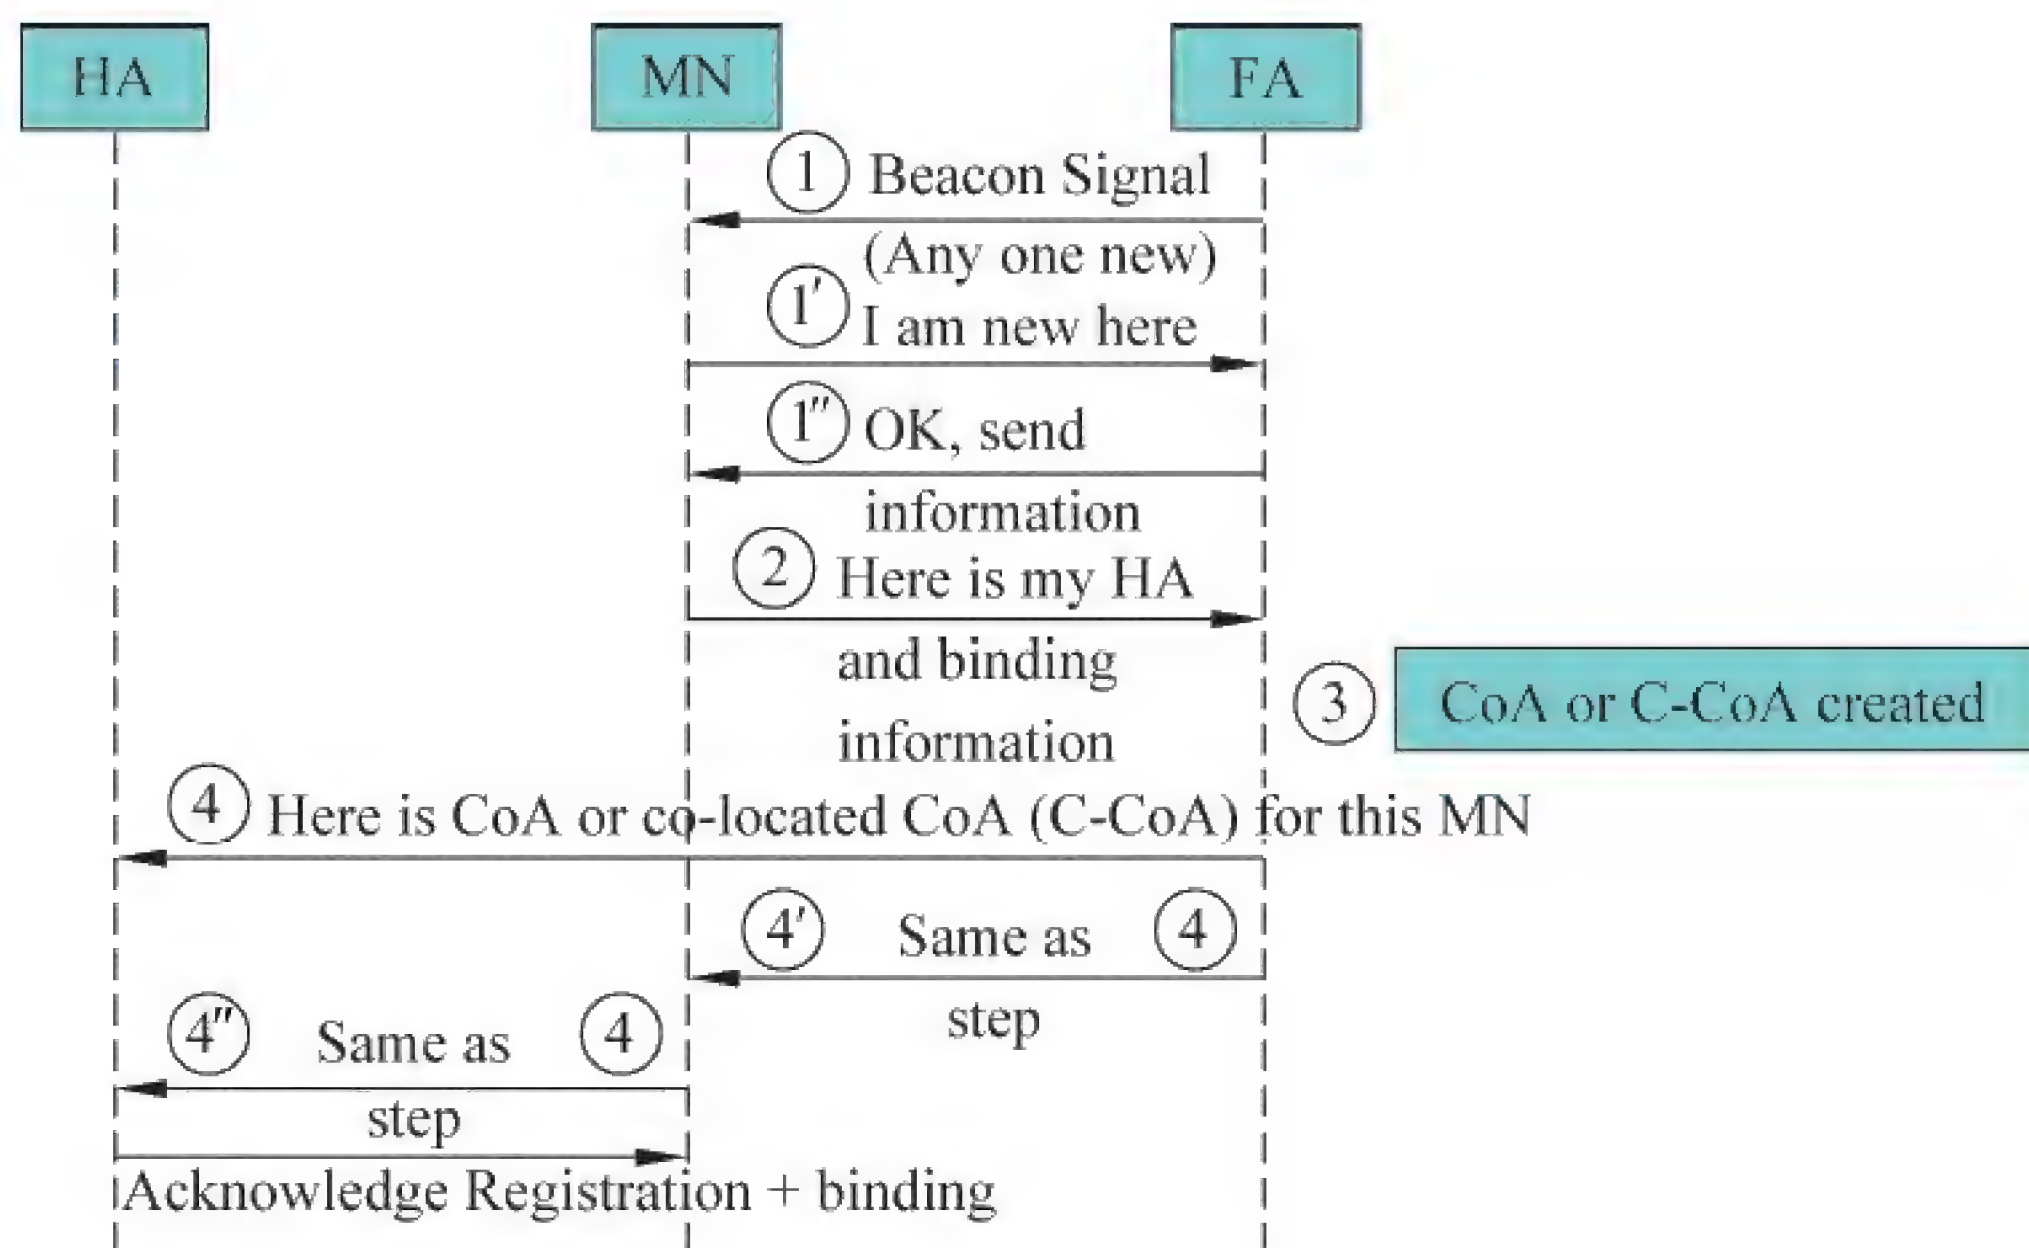 HA MN FA
① Beacon Signal
(Any one new)
①′ I am new here
①″ OK, send
information
② Here is my HA
and binding
③ CoA or C-CoA created
information
④ Here is CoA or co-located CoA (C-CoA) for this MN
④′ Same as ④
step
④″ Same as ④
step
Acknowledge Registration + binding